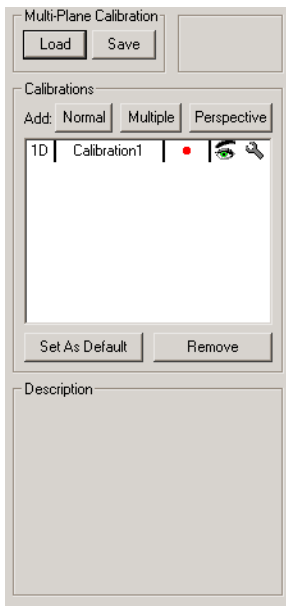 Multi-Plane Calibration
Load Save
Calibrations
Add: Normal Multiple Perspective
1D Calibration1
Set As Default Remove
Description